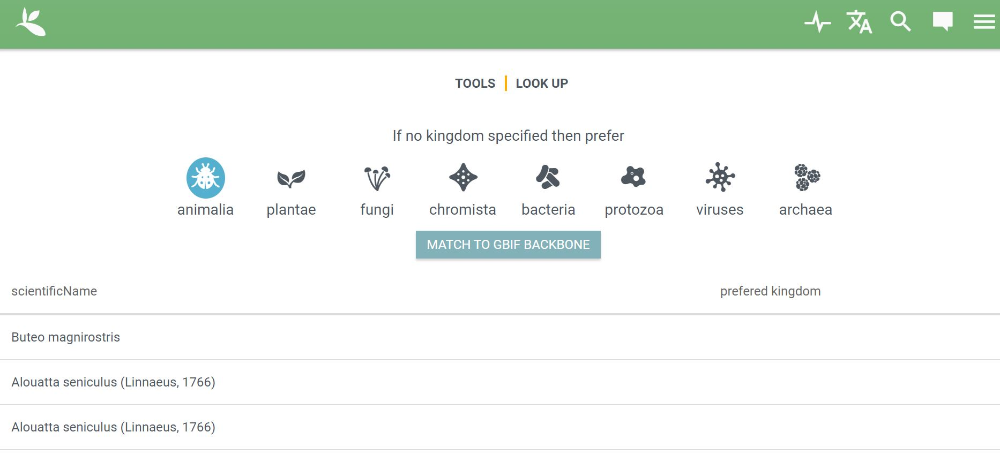 TOOLS | LOOK UP
If no kingdom specified then prefer
animalia plantae fungi chromista bacteria protozoa viruses archaea
MATCH TO GBIF BACKBONE
scientificName prefered kingdom
Buteo magnirostris
Alouatta seniculus (Linnaeus, 1766)
Alouatta seniculus (Linnaeus, 1766)